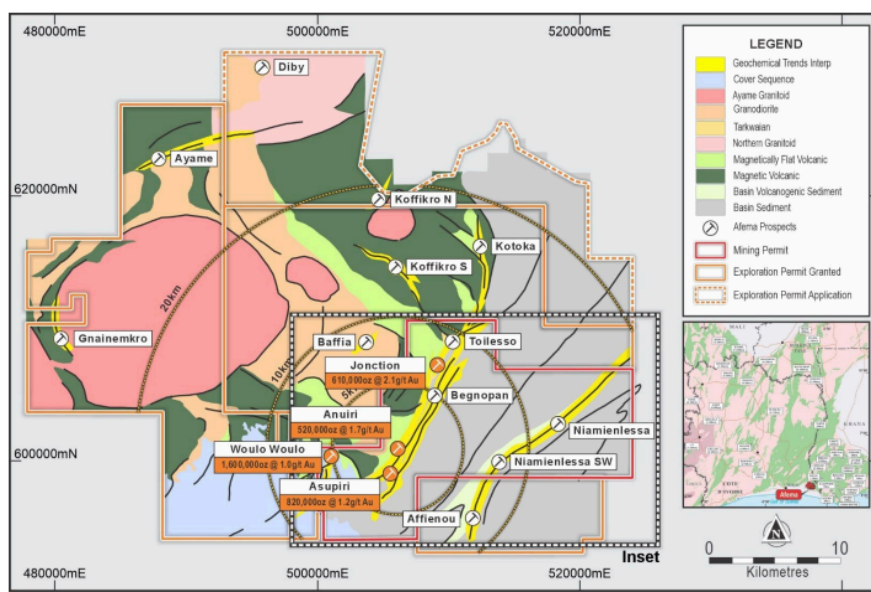 480000mE
500000mE
520000mE
620000mN
600000mN
Diby
Ayame
Koffikro N
Kotoka
Koffikro S
20km
Gnainemkro
Baffia
Toilesso
10km
Jonction
610,000oz @ 2.1g/t Au
Begnopan
Anuiri
520,000oz @ 1.7g/t Au
Niamienlessa
Woulo Woulo
1,600,000oz @ 1.0g/t Au
Niamienlessa SW
Asupiri
820,000oz @ 1.2g/t Au
Affienou
Inset
480000mE
500000mE
520000mE
LEGEND
Geochemical Trends Interp
Cover Sequence
Ayame Granitoid
Granodiorite
Tarkwaian
Northern Granitoid
Magnetically Flat Volcanic
Magnetic Volcanic
Basin Volcanogenic Sediment
Basin Sediment
Afema Prospects
Mining Permit
Exploration Permit Granted
Exploration Permit Application
MALI
GHANA
Afema
0
10
Kilometres